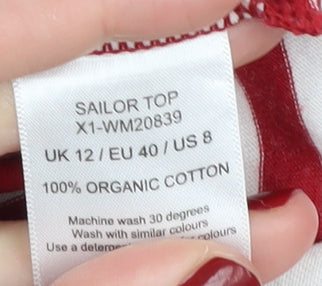 SAILOR TOP
X1-WM20839
UK 12 / EU 40 / US 8
100% ORGANIC COTTON
Machine wash 30 degrees
Wash with similar colours
Use a colours